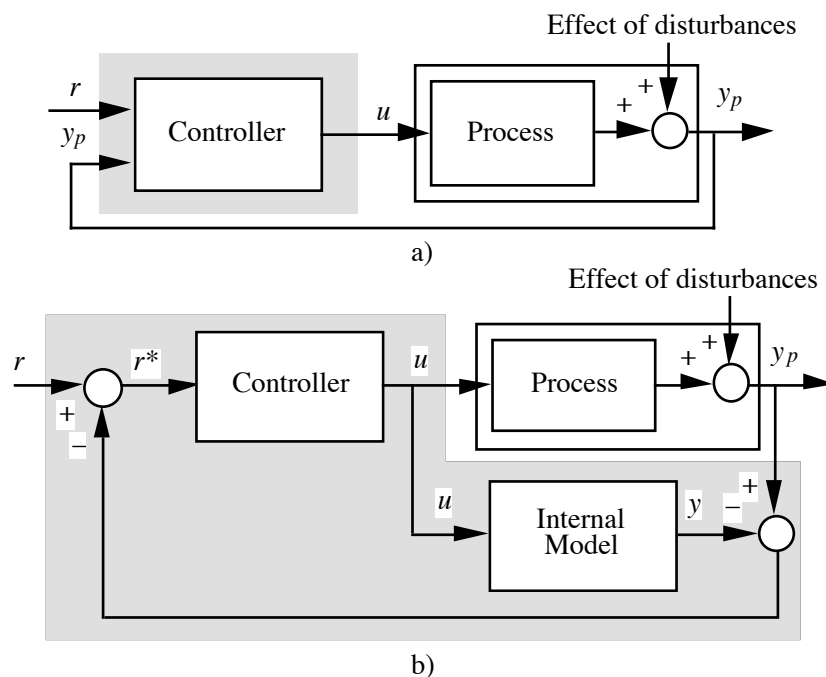 Effect of disturbances
r
y_p
Controller
u
Process
+
+
y_p
a)
Effect of disturbances
r
r*
Controller
u
Process
+
+
y_p
+
–
u
Internal
Model
y
–
+
b)